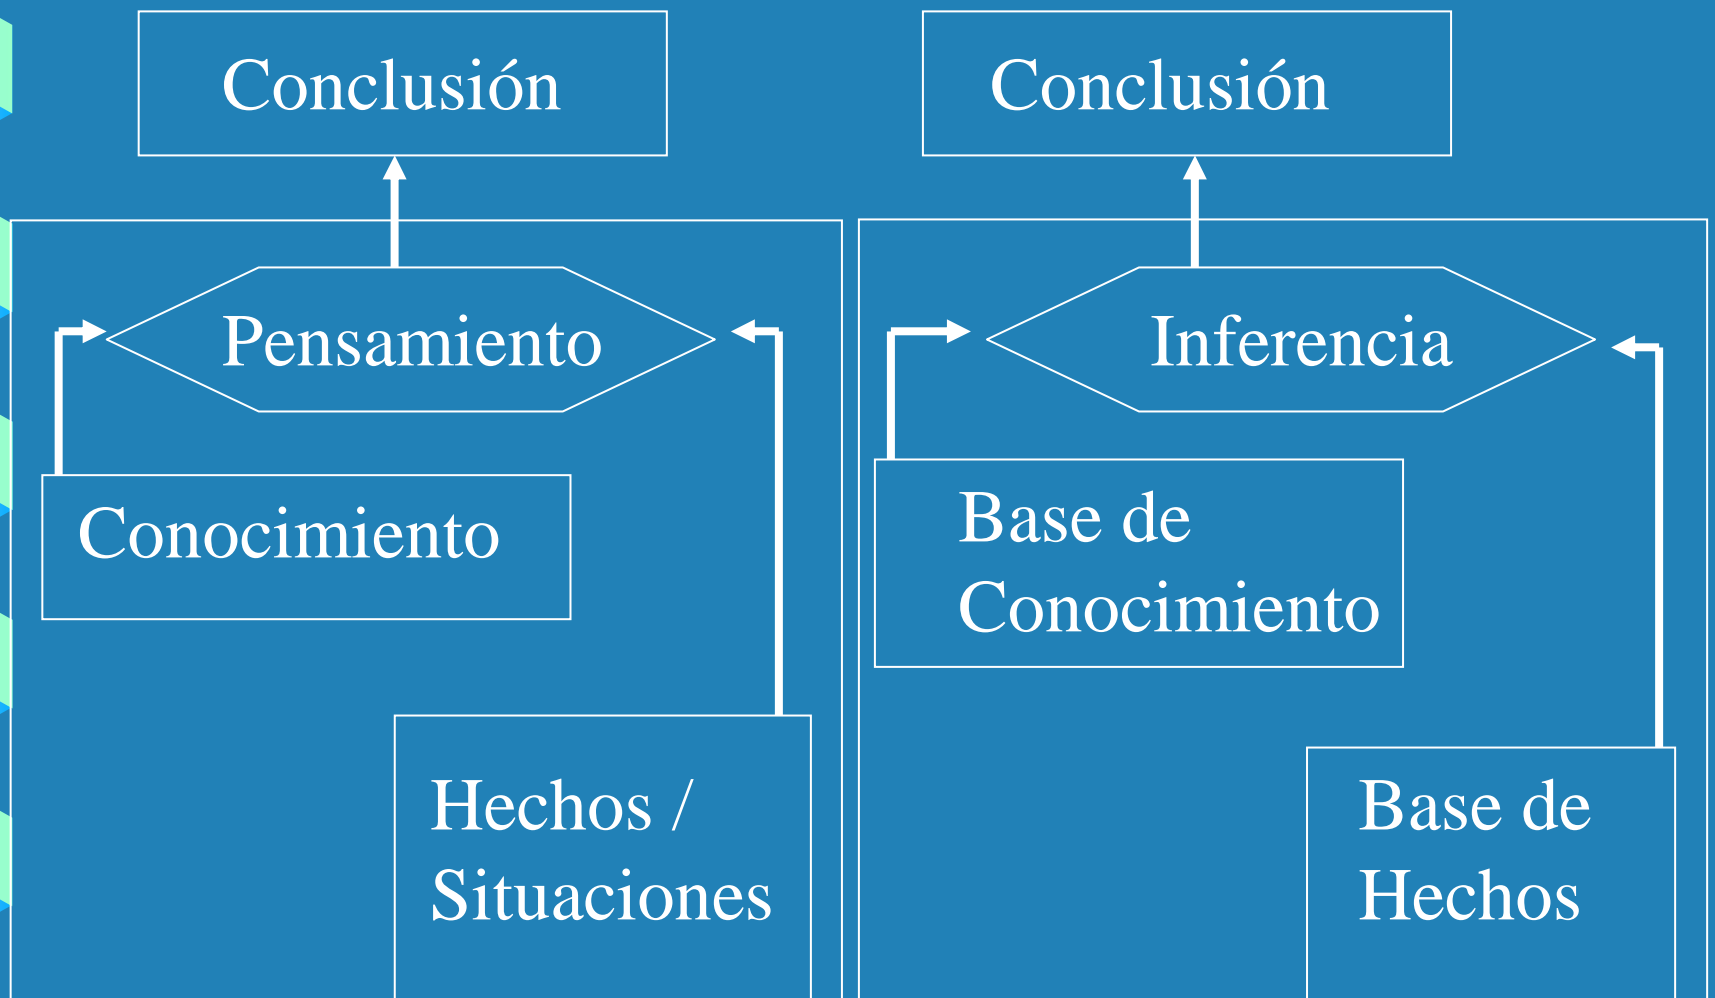 Conclusión
Pensamiento
Conocimiento
Hechos /
Situaciones
Conclusión
Inferencia
Base de
Conocimiento
Base de
Hechos